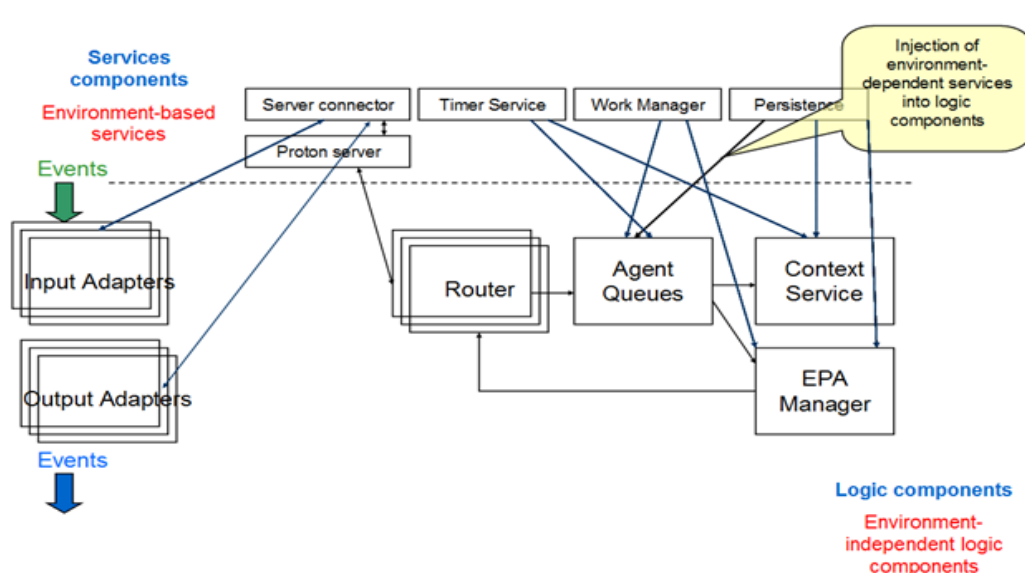 Services
components
Environment-based
services
Events
Server connector
Timer Service
Work Manager
Persistence
Injection of
environment-
dependent services
into logic
components
Proton server
Input Adapters
Router
Agent
Queues
Context
Service
Output Adapters
EPA
Manager
Events
Logic components
Environment-
independent logic
components